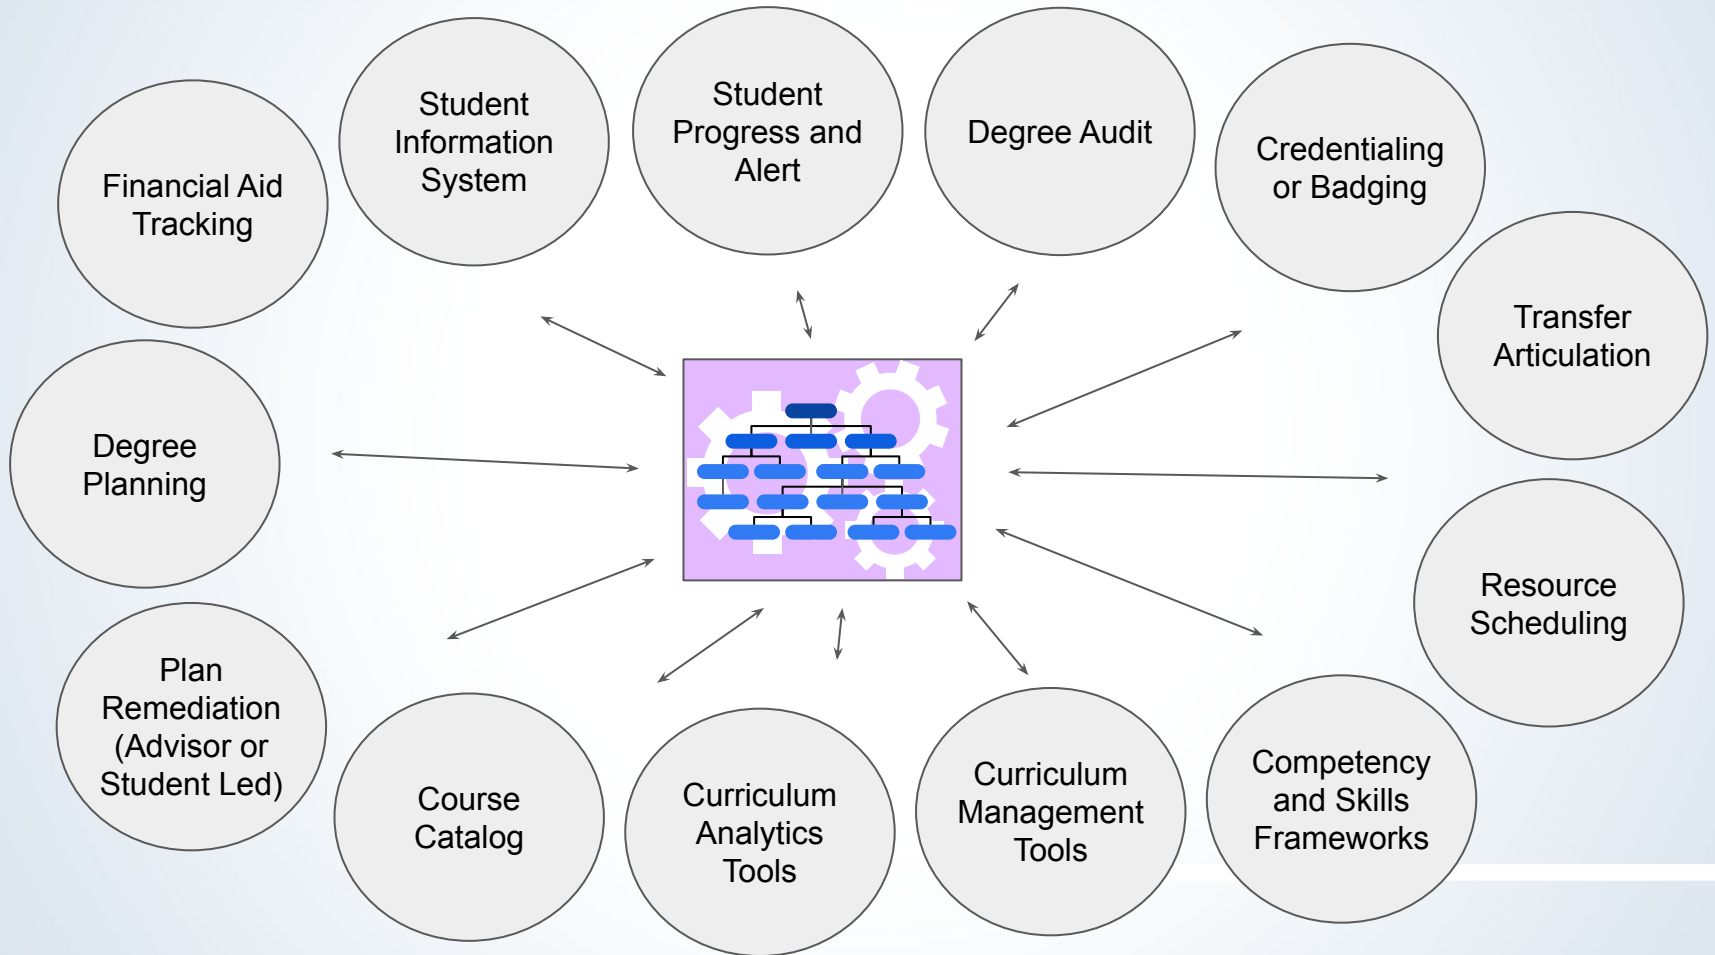 Financial Aid
Tracking
Student
Information
System
Student
Progress and
Alert
Degree Audit
Credentialing
or Badging
Transfer
Articulation
Degree
Planning
Resource
Scheduling
Plan
Remediation
(Advisor or
Student Led)
Course
Catalog
Curriculum
Analytics
Tools
Curriculum
Management
Tools
Competency
and Skills
Frameworks